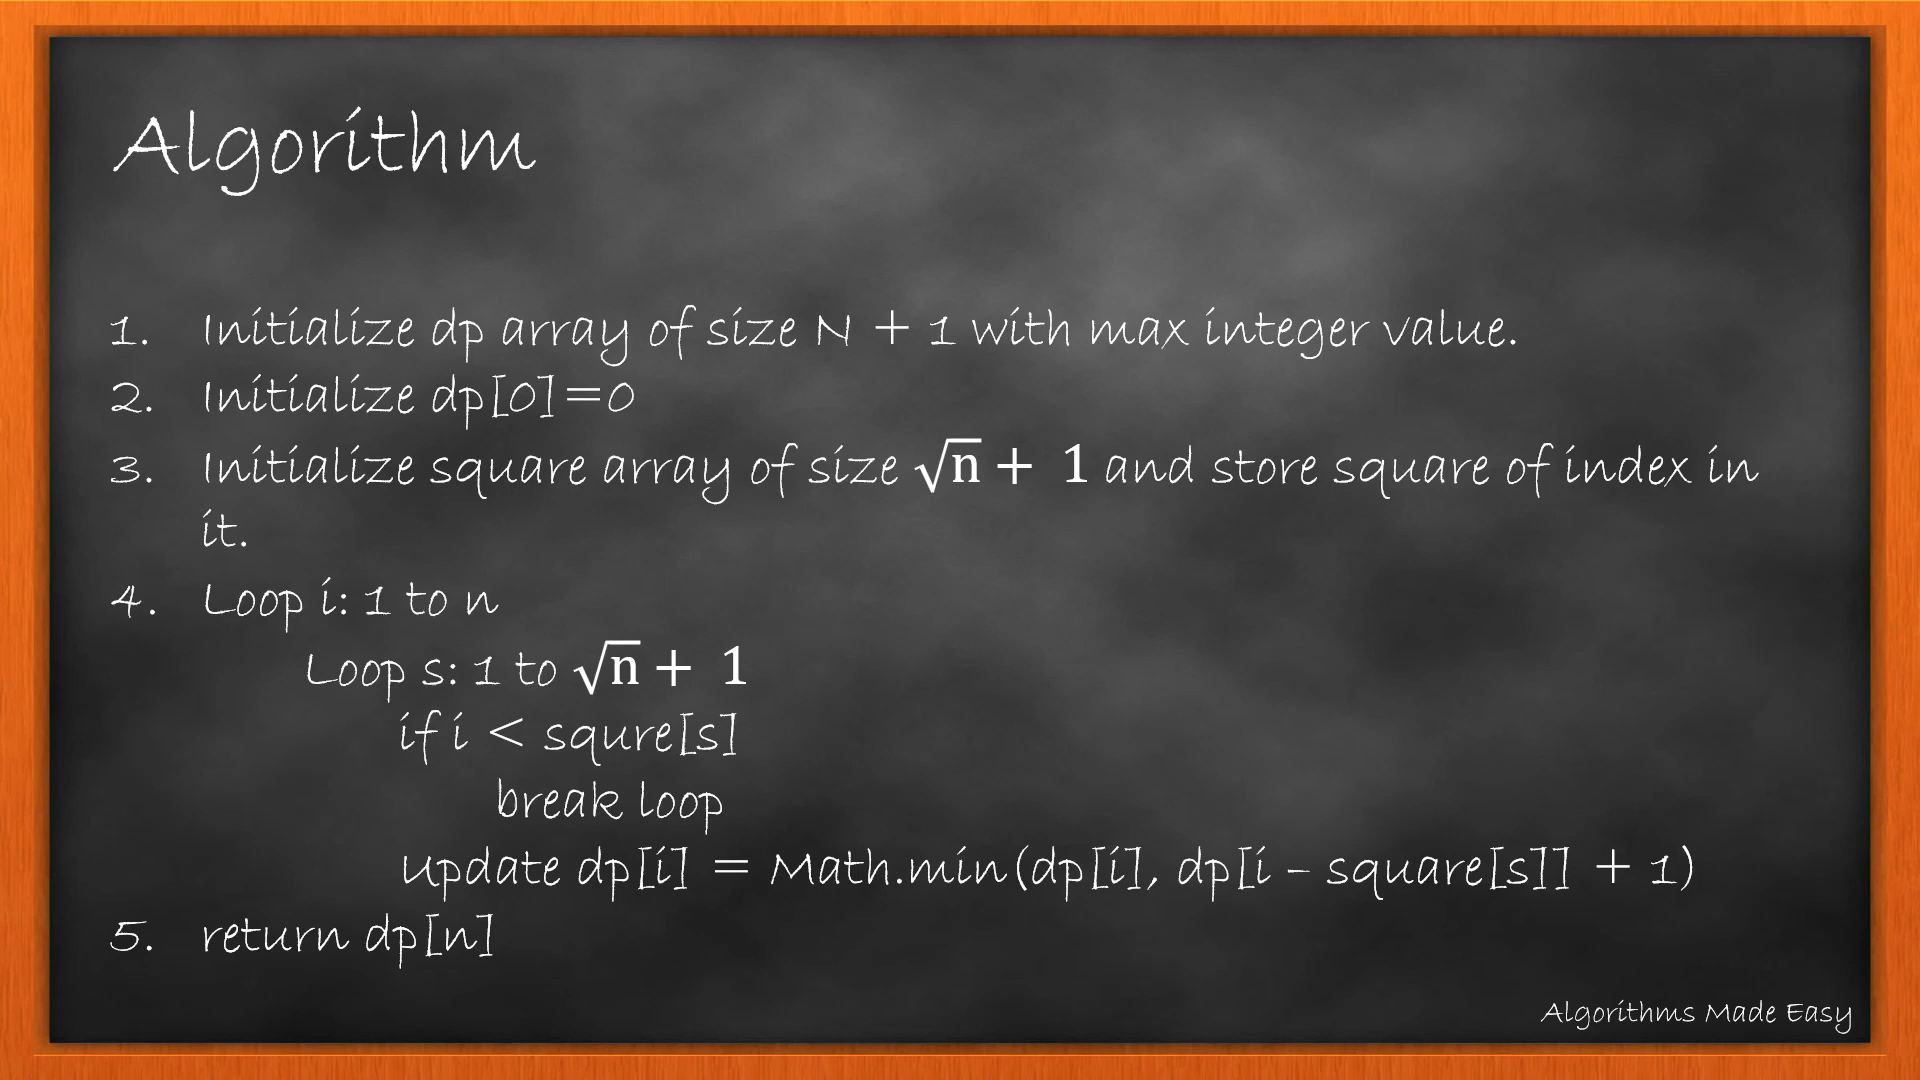 Algorithm
1. Initialize dp array of size N + 1 with max integer value.
2. Initialize dp[0]=0
3. Initialize square array of size √n + 1 and store square of index in
it.
4. Loop i: 1 to n
Loop s: 1 to √n + 1
if i < squre[s]
break loop
Update dp[i] = Math.min(dp[i], dp[i – square[s]] + 1)
5. return dp[n]
Algorithms Made Easy